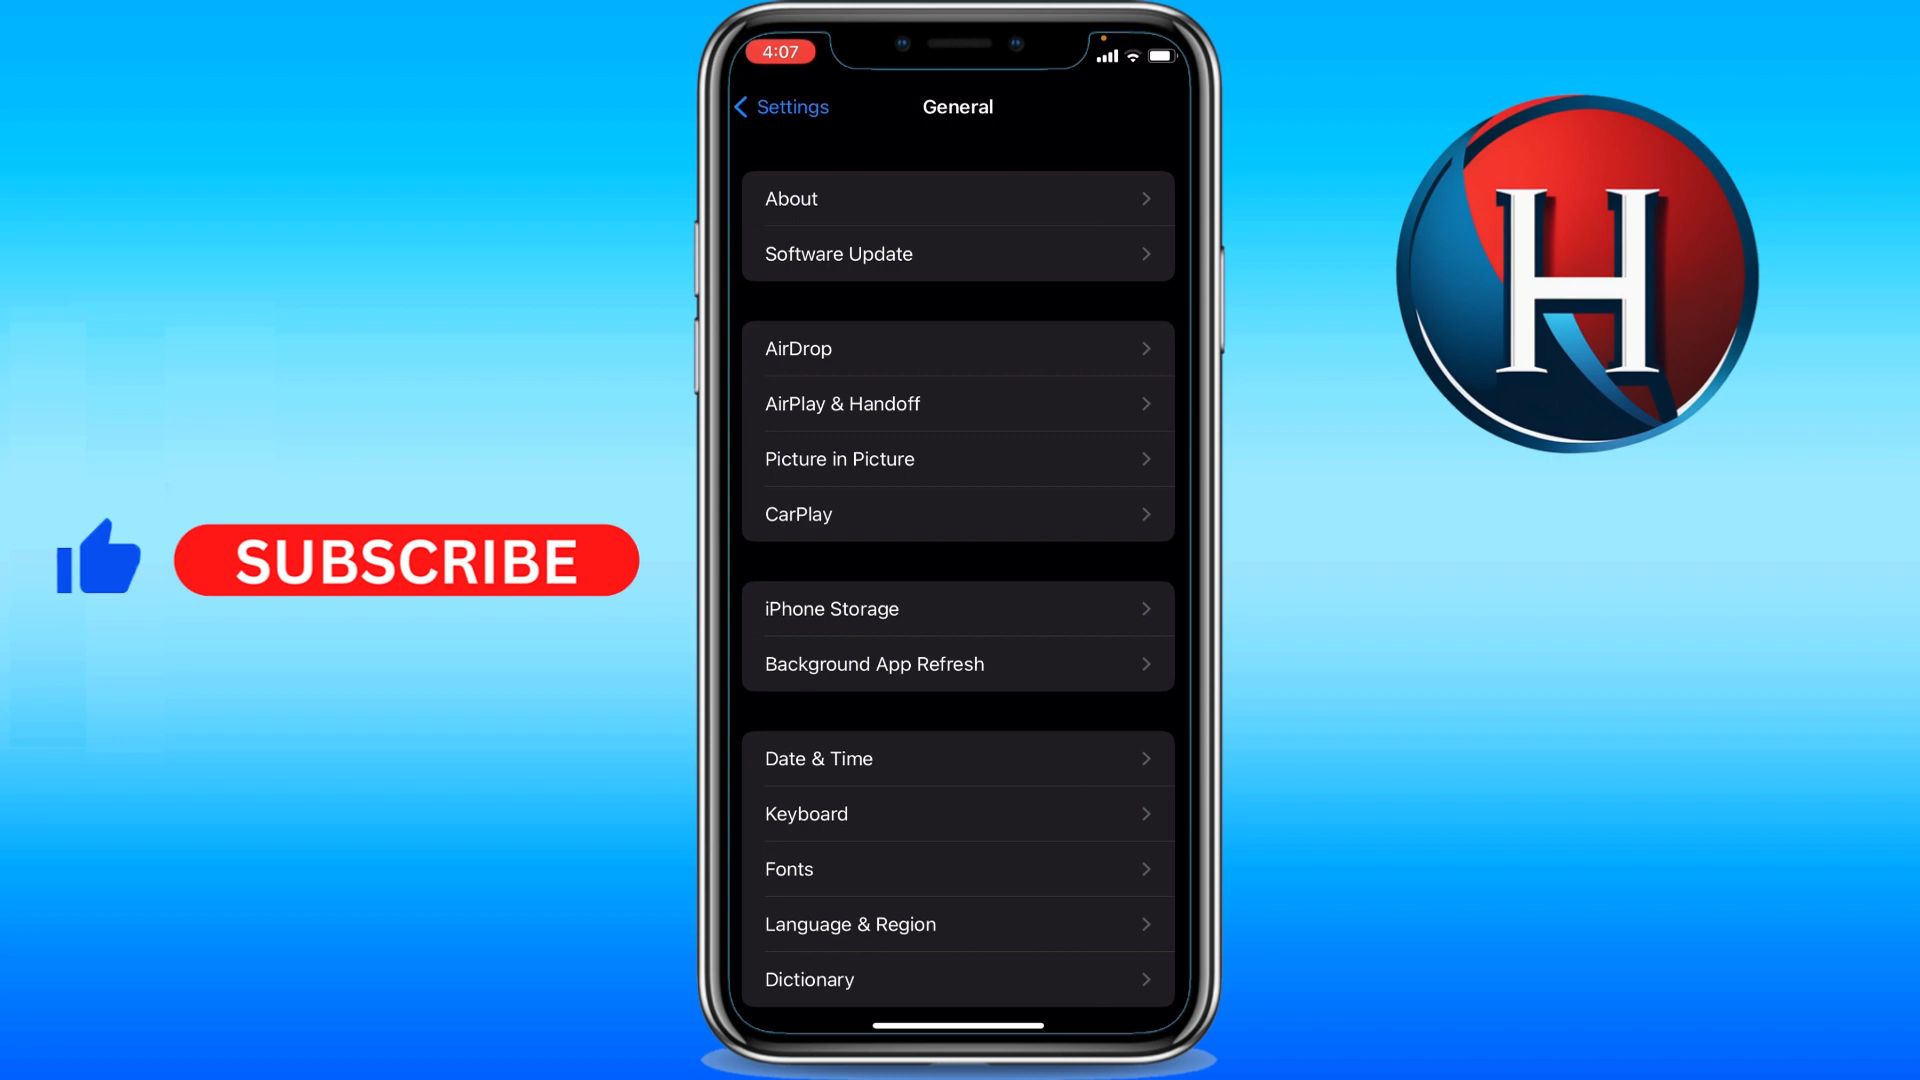 4:07
Settings
General
About
Software Update
AirDrop
AirPlay & Handoff
Picture in Picture
CarPlay
iPhone Storage
Background App Refresh
Date & Time
Keyboard
Fonts
Language & Region
Dictionary
SUBSCRIBE
H